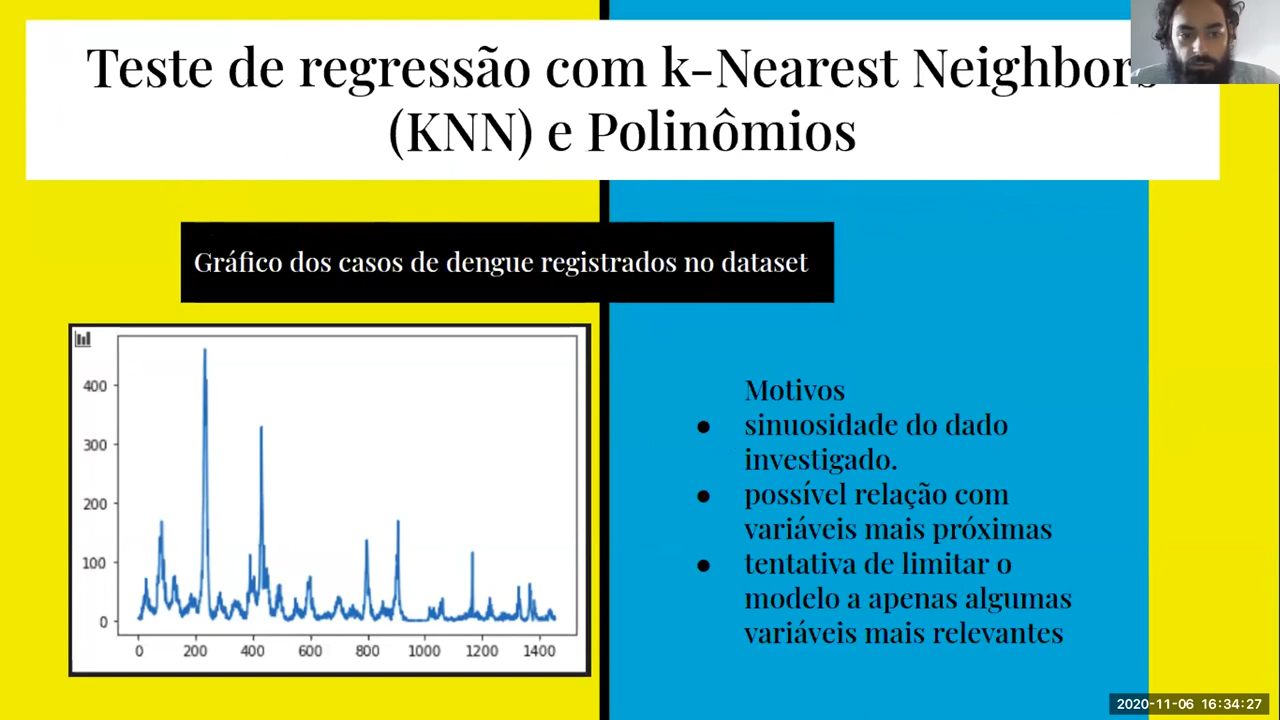 Teste de regressão com k-Nearest Neighbors
(KNN) e Polinômios
Gráfico dos casos de dengue registrados no dataset
400
300
200
100
0
0 200 400 600 800 1000 1200 1400
Motivos
● sinuosidade do dado
investigado.
● possível relação com
variáveis mais próximas
● tentativa de limitar o
modelo a apenas algumas
variáveis mais relevantes
2020-11-06 16:34:27